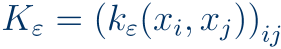 K_ε = (k_ε(x_i, x_j))_{ij}